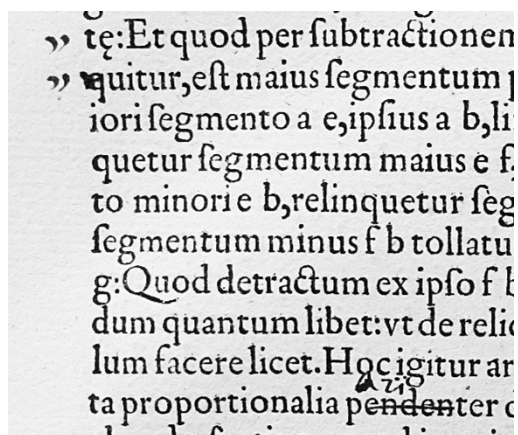 ” tę:Et quod per ſubtractionem
” quitur,eſt maius ſegmentum
iori ſegmento a e,ipſius a b,li
quetur ſegmentum maius e f,
to minori e b,relinquetur ſeg
ſegmentum minus f b tollatu
g:Quod detractum ex ipſo f b
dum quantum libet:vt de relic
lum facere licet.Hoc igitur ar
ta proportionalia pendenter